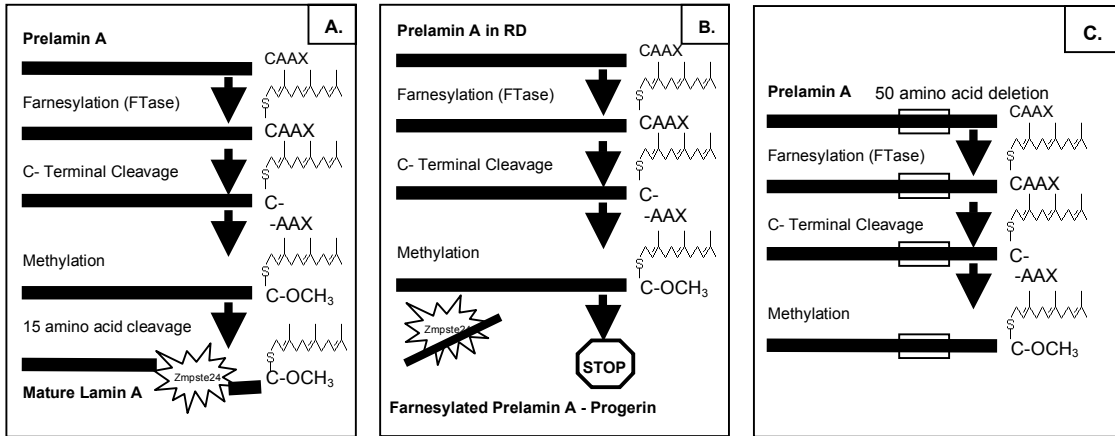 A.
Prelamin A
CAAX
S
Farnesylation (FTase)
CAAX
S
C- Terminal Cleavage
C-
-AAX
Methylation
S
C-OCH3
15 amino acid cleavage
S
Zmpste24
C-OCH3
Mature Lamin A
B.
Prelamin A in RD
CAAX
S
Farnesylation (FTase)
CAAX
S
C- Terminal Cleavage
C-
-AAX
Methylation
S
C-OCH3
Zmpste24
STOP
Farnesylated Prelamin A - Progerin
C.
Prelamin A 50 amino acid deletion
CAAX
S
Farnesylation (FTase)
CAAX
S
C- Terminal Cleavage
C-
-AAX
Methylation
S
C-OCH3